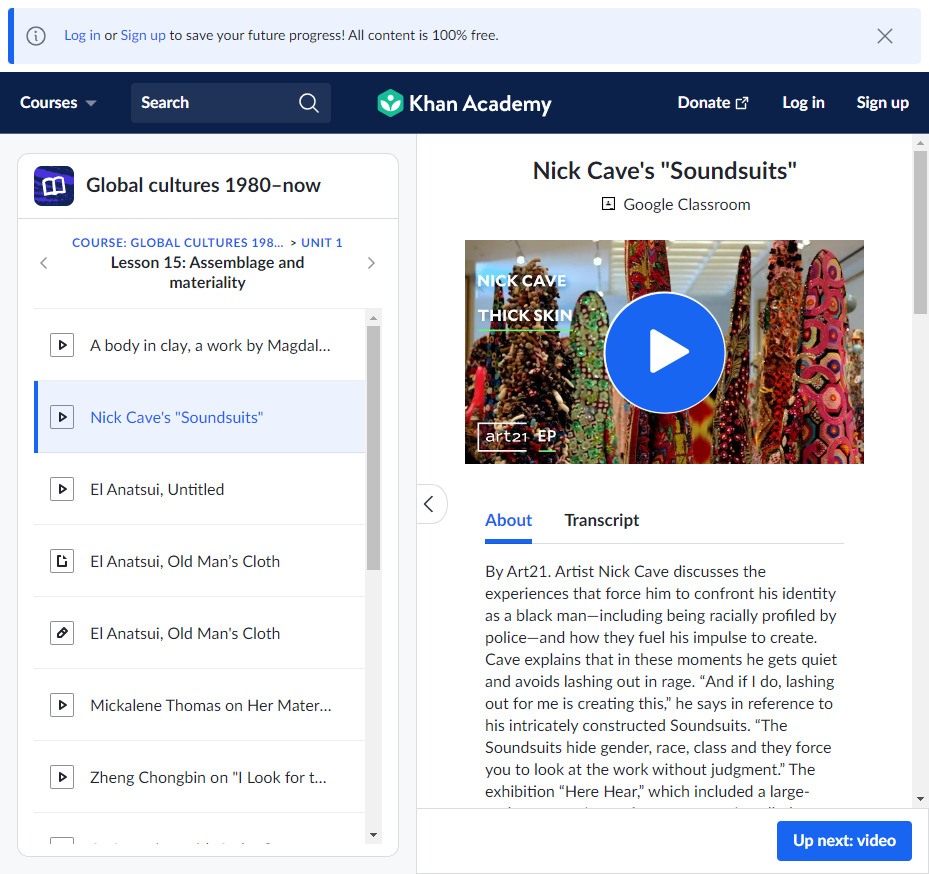 Log in or Sign up to save your future progress! All content is 100% free.
Courses
Search
Khan Academy
Donate
Log in
Sign up
Global cultures 1980–now
COURSE: GLOBAL CULTURES 198... > UNIT 1
Lesson 15: Assemblage and
materiality
A body in clay, a work by Magdal...
Nick Cave's "Soundsuits"
El Anatsui, Untitled
El Anatsui, Old Man’s Cloth
El Anatsui, Old Man's Cloth
Mickalene Thomas on Her Mater...
Zheng Chongbin on "I Look for t...
Nick Cave's "Soundsuits"
Google Classroom
NICK CAVE
THICK SKIN
art21 EP
About
Transcript
By Art21. Artist Nick Cave discusses the
experiences that force him to confront his identity
as a black man—including being racially profiled by
police—and how they fuel his impulse to create.
Cave explains that in these moments he gets quiet
and avoids lashing out in rage. “And if I do, lashing
out for me is creating this,” he says in reference to
his intricately constructed Soundsuits. “The
Soundsuits hide gender, race, class and they force
you to look at the work without judgment.” The
exhibition “Here Hear,” which included a large-
Up next: video